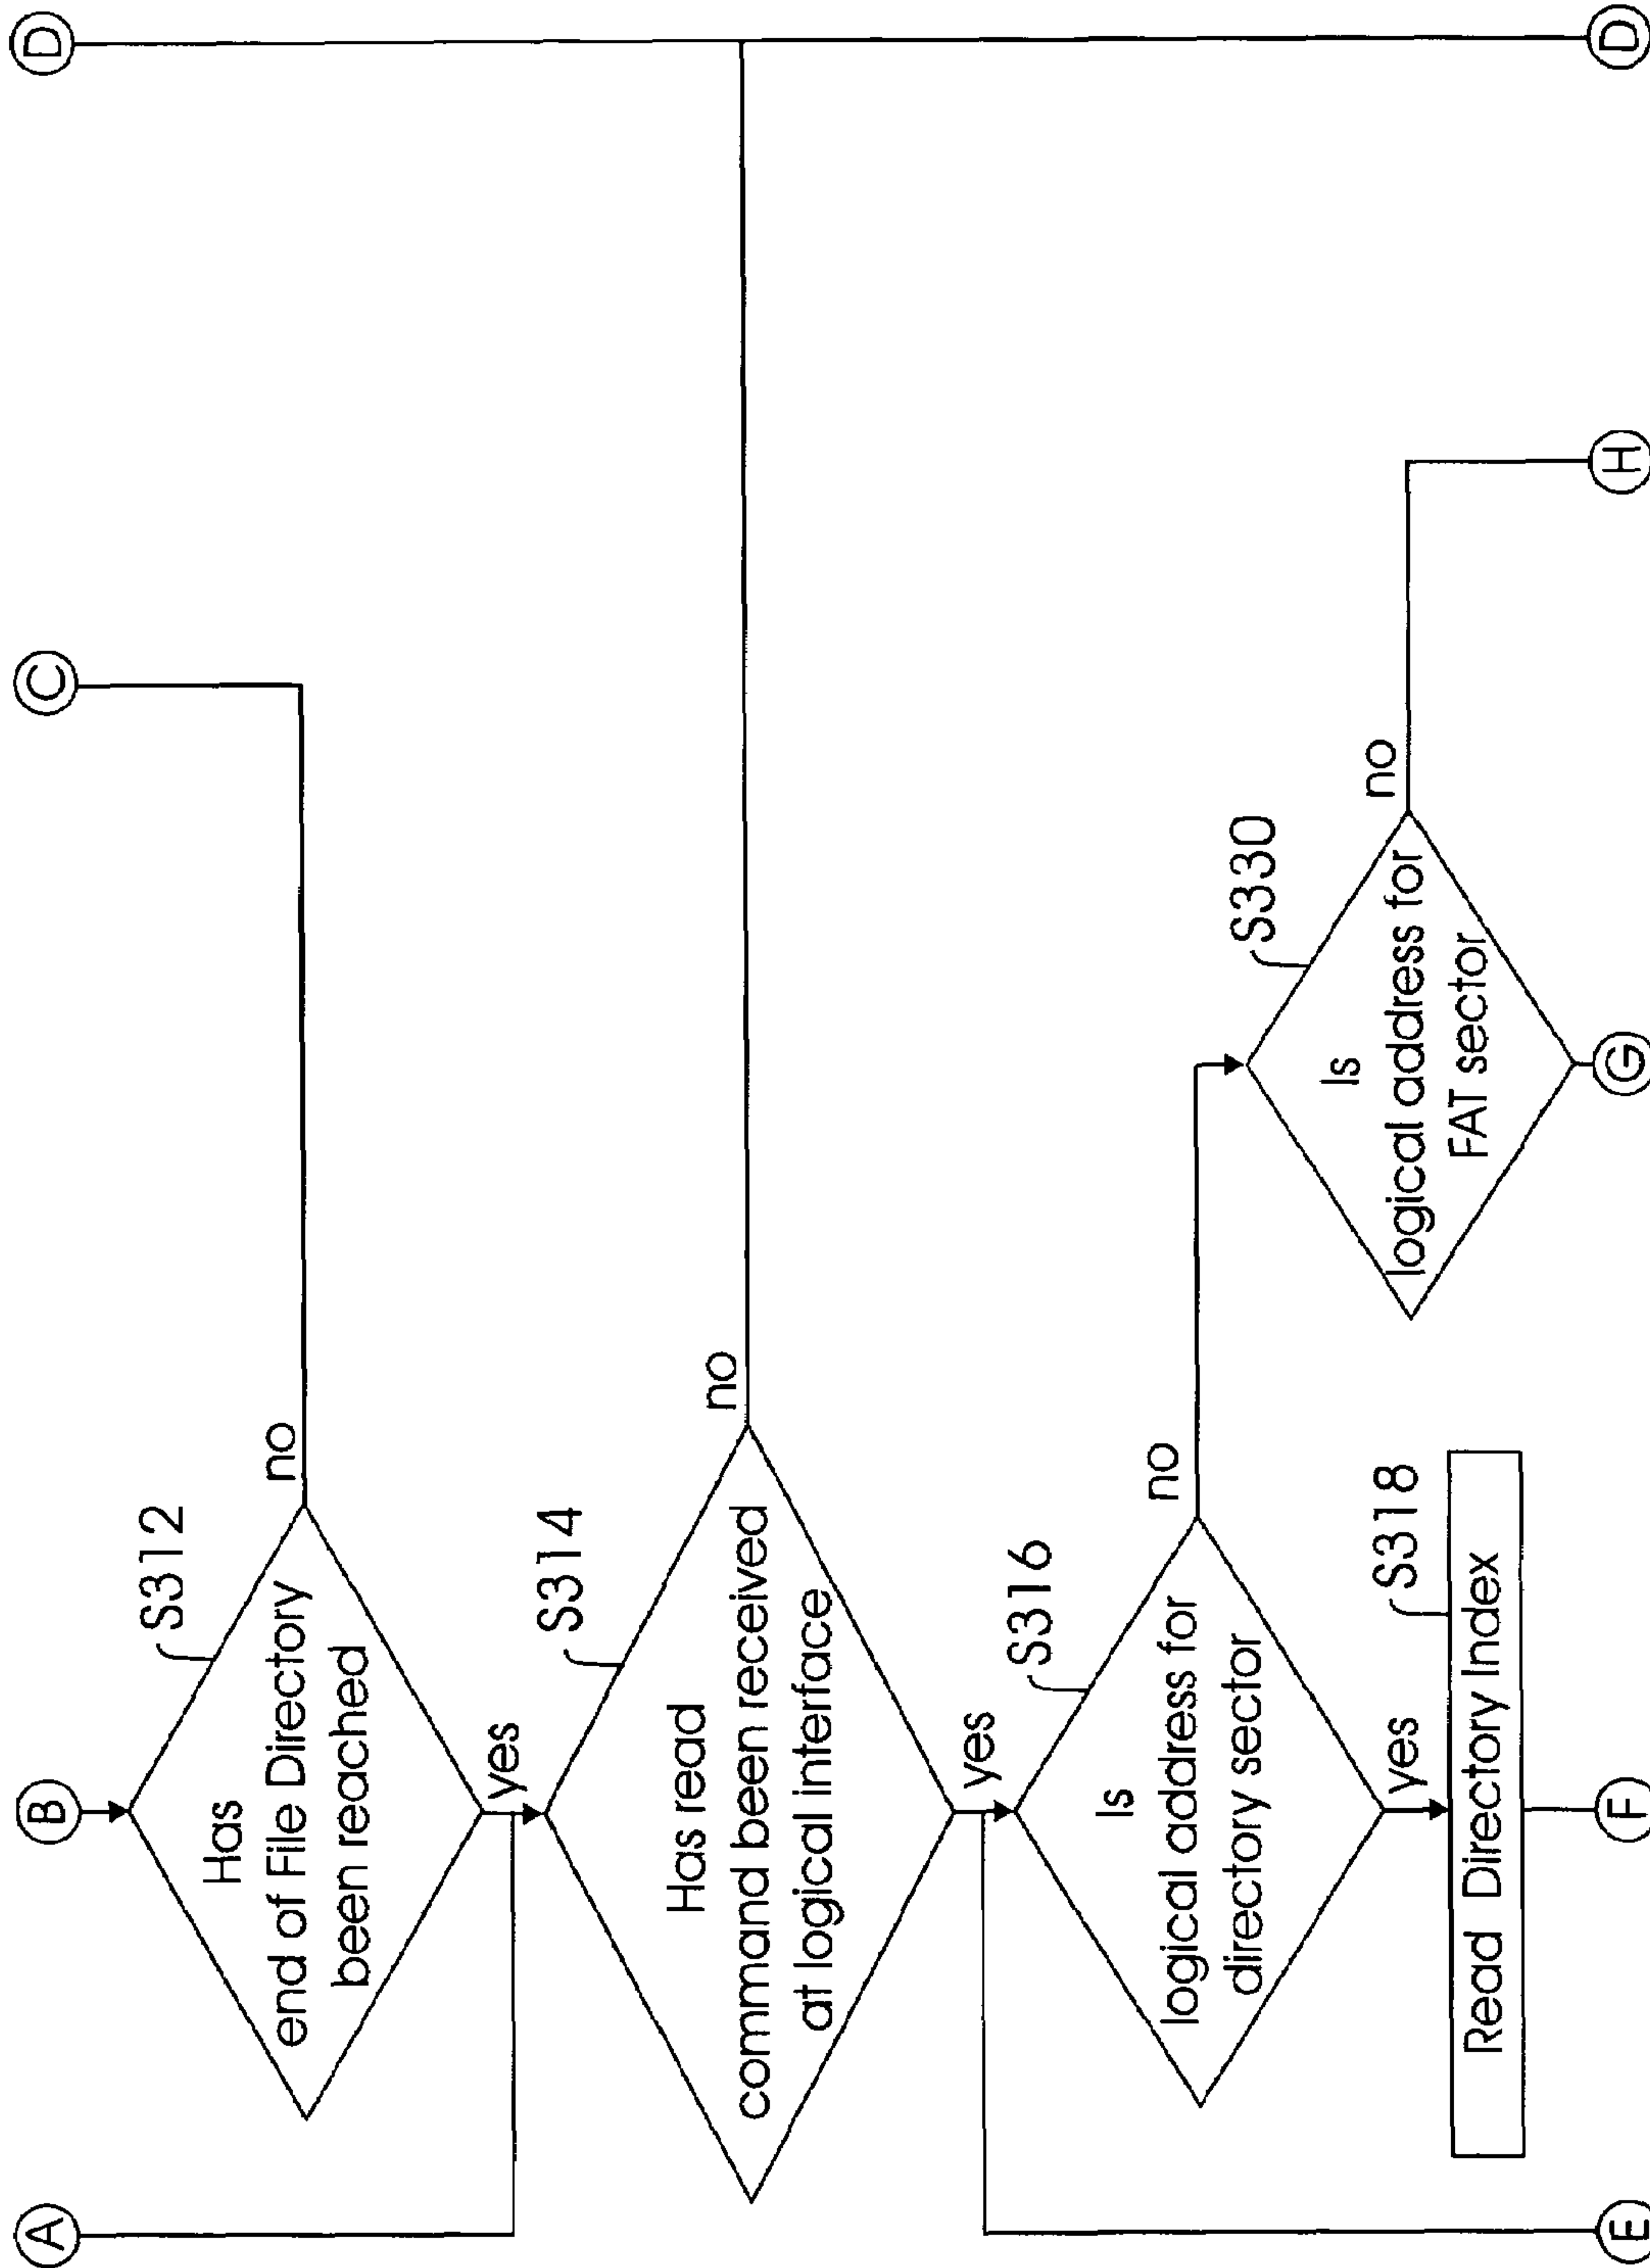 A
B
C
D
S312
Has
end of File Directory
been reached
no
yes
S314
Has read
command been received
at logical interface
no
yes
S316
Is
logical address for
directory sector
no
yes
S330
Is
logical address for
FAT sector
no
S318
Read Directory Index
E
F
G
H
D